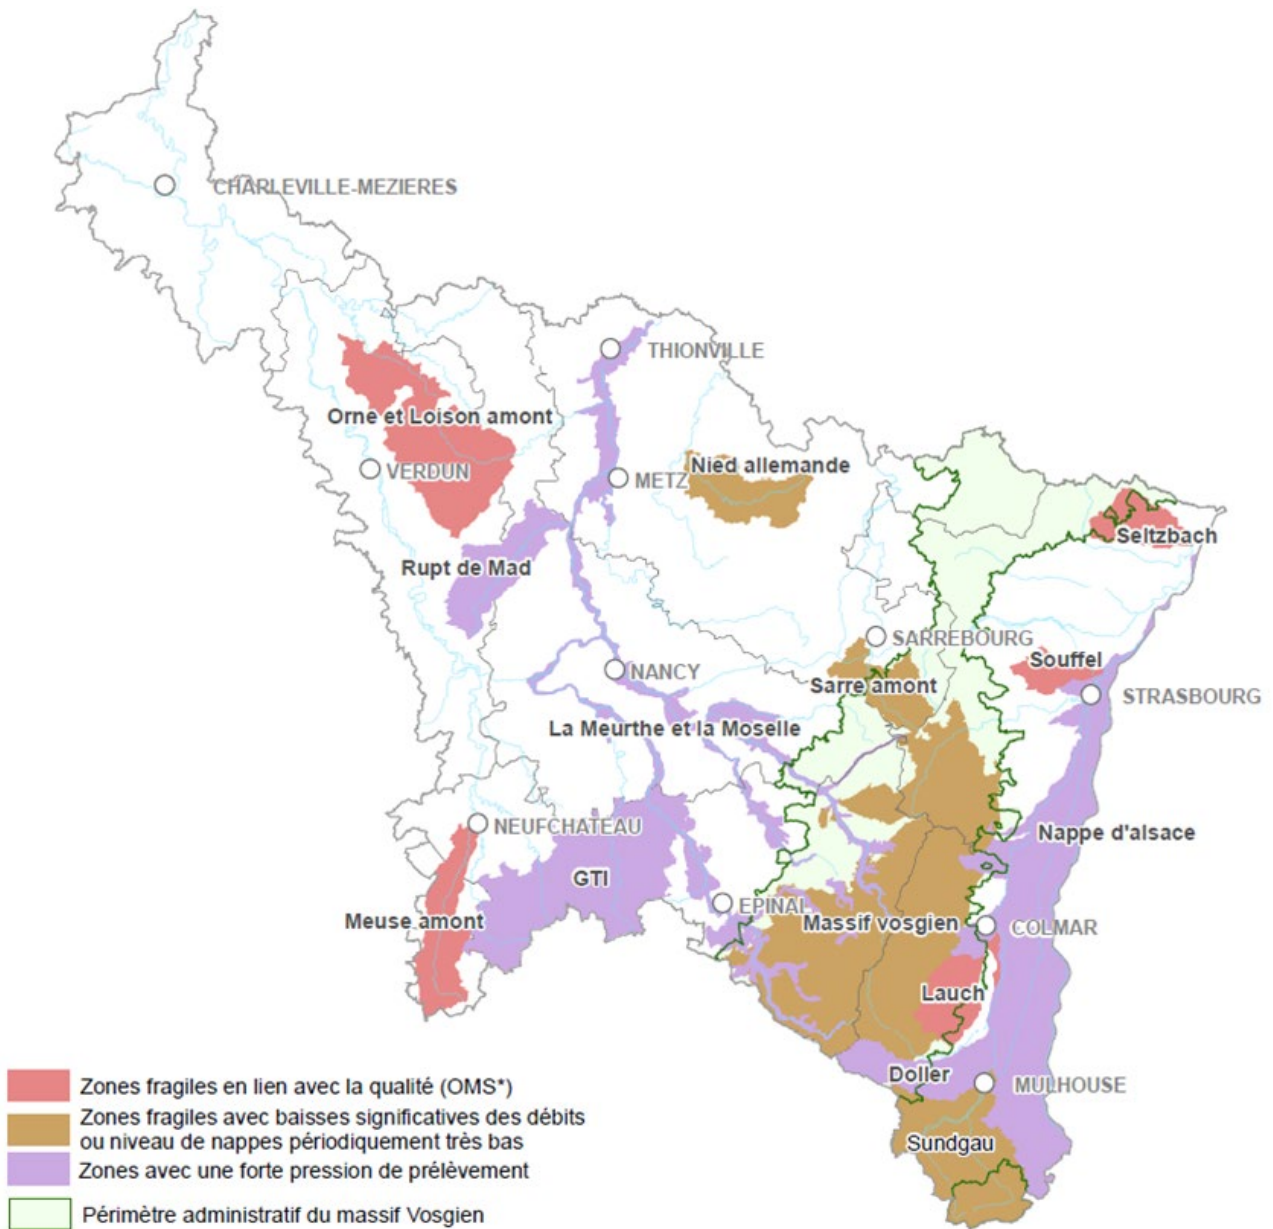 CHARLEVILLE-MEZIERES
THIONVILLE
Orne et Loison amont
VERDUN
Nied allemande
METZ
Seltzbach
Rupt de Mad
SARREBOURG
Souffel
NANCY
Sarre amont
STRASBOURG
La Meurthe et la Moselle
NEUFCHATEAU
Nappe d'alsace
GTI
EPINAL
Meuse amont
Massif vosgien
COLMAR
Lauch
Doller
MULHOUSE
Sundgau
Zones fragiles en lien avec la qualité (OMS*)
Zones fragiles avec baisses significatives des débits
ou niveau de nappes périodiquement très bas
Zones avec une forte pression de prélèvement
Périmètre administratif du massif Vosgien